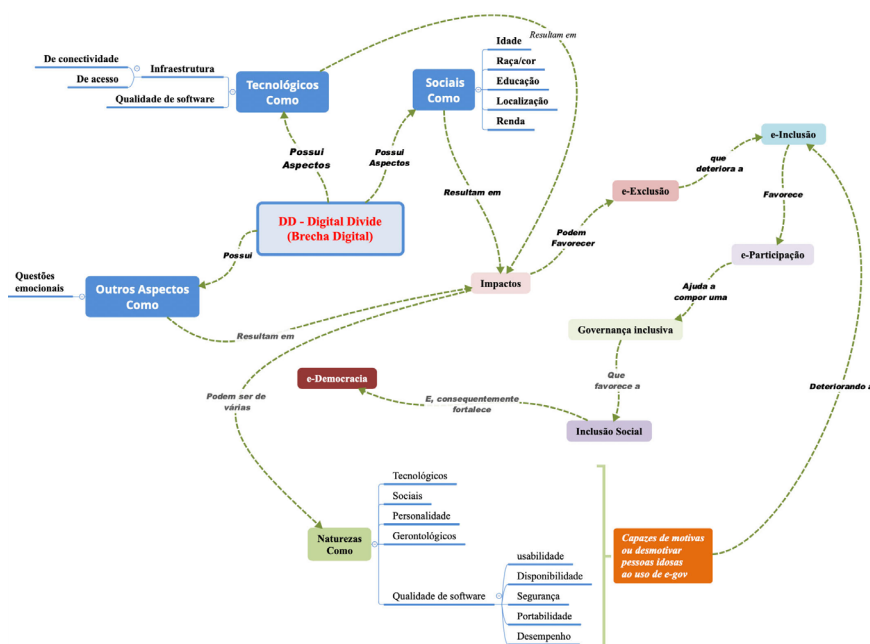 Resultam em
De conectividade
De acesso
Infraestrutura
Qualidade de software
Tecnológicos
Como
Sociais
Como
Idade
Raça/cor
Educação
Localização
Renda
Possui
Aspectos
Possui
Aspectos
Resultam em
DD - Digital Divide
(Brecha Digital)
Possui
Questões
emocionais
Outros Aspectos
Como
Resultam em
Impactos
Podem
Favorecer
e-Exclusão
que
deteriora a
e-Inclusão
Favorece
e-Participação
Ajuda a
compor uma
Governança inclusiva
Que
favorece a
Inclusão Social
E, consequentemente
fortalece
e-Democracia
Podem ser de
várias
Deteriorando a
Naturezas
Como
Tecnológicos
Sociais
Personalidade
Gerontológicos
Qualidade de software
usabilidade
Disponibilidade
Segurança
Portabilidade
Desempenho
Capazes de motivas
ou desmotivar
pessoas idosas
ao uso de e-gov